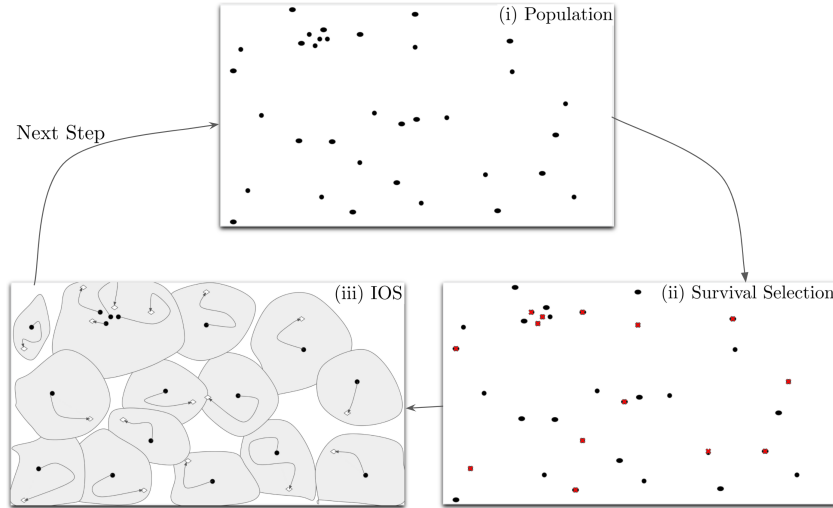 (i) Population
Next Step
(iii) IOS
(ii) Survival Selection